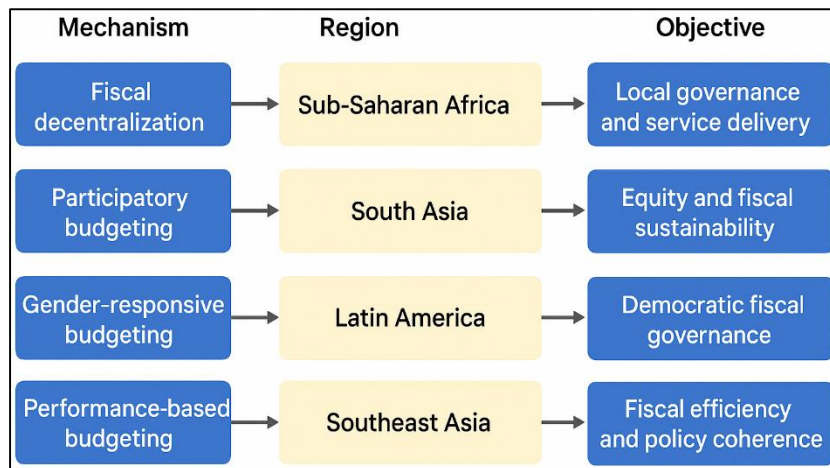 Mechanism Region Objective
Fiscal
decentralization
Sub-Saharan Africa
Local governance
and service delivery
Participatory
budgeting
South Asia
Equity and fiscal
sustainability
Gender-responsive
budgeting
Latin America
Democratic fiscal
governance
Performance-based
budgeting
Southeast Asia
Fiscal efficiency
and policy coherence